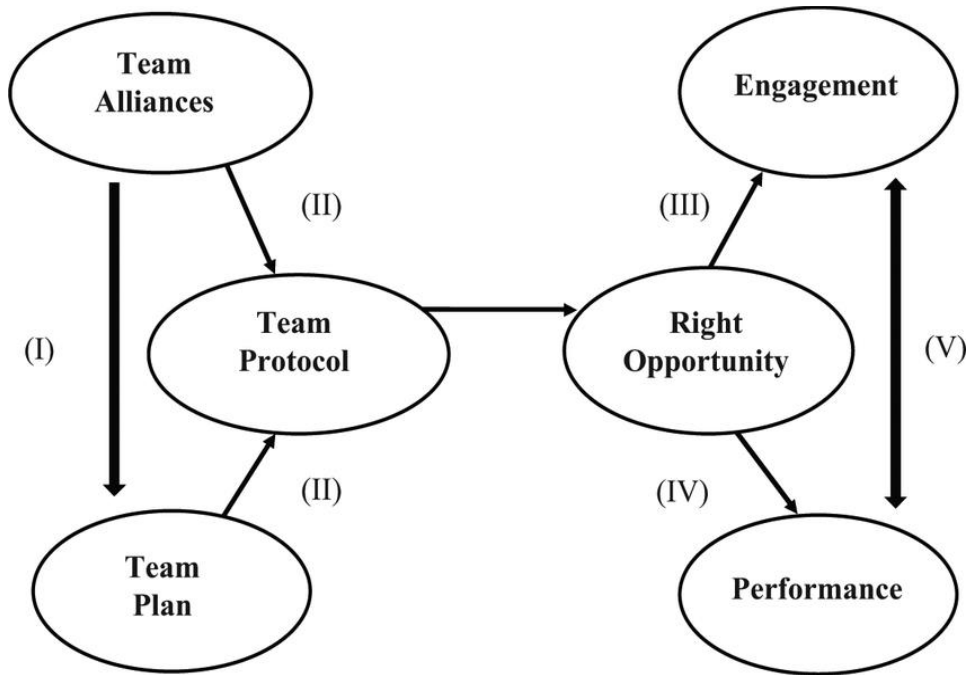 Team
Alliances
Engagement
(II)
(III)
Team
Protocol
Right
Opportunity
(I)
(V)
(II)
(IV)
Team
Plan
Performance